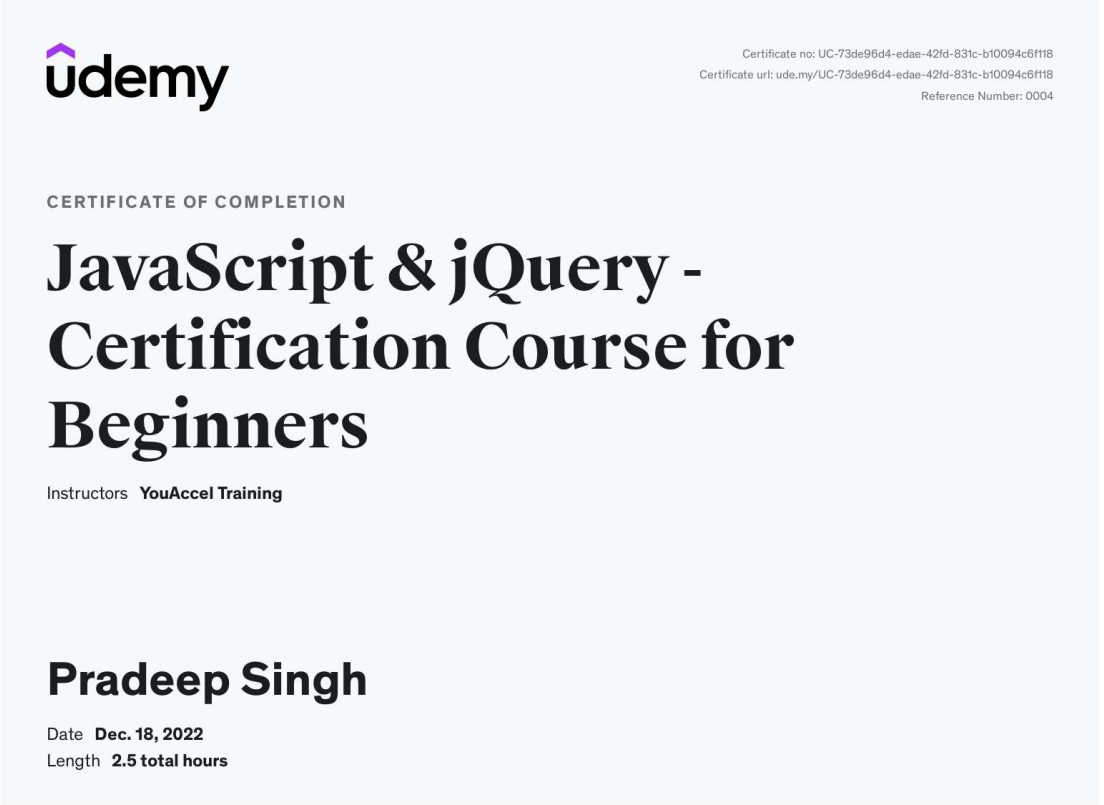 udemy
Certificate no: UC-73de96d4-edae-42fd-831c-b10094c6f118
Certificate url: ude.my/UC-73de96d4-edae-42fd-831c-b10094c6f118
Reference Number: 0004
CERTIFICATE OF COMPLETION
JavaScript & jQuery -
Certification Course for
Beginners
Instructors YouAccel Training
Pradeep Singh
Date Dec. 18, 2022
Length 2.5 total hours